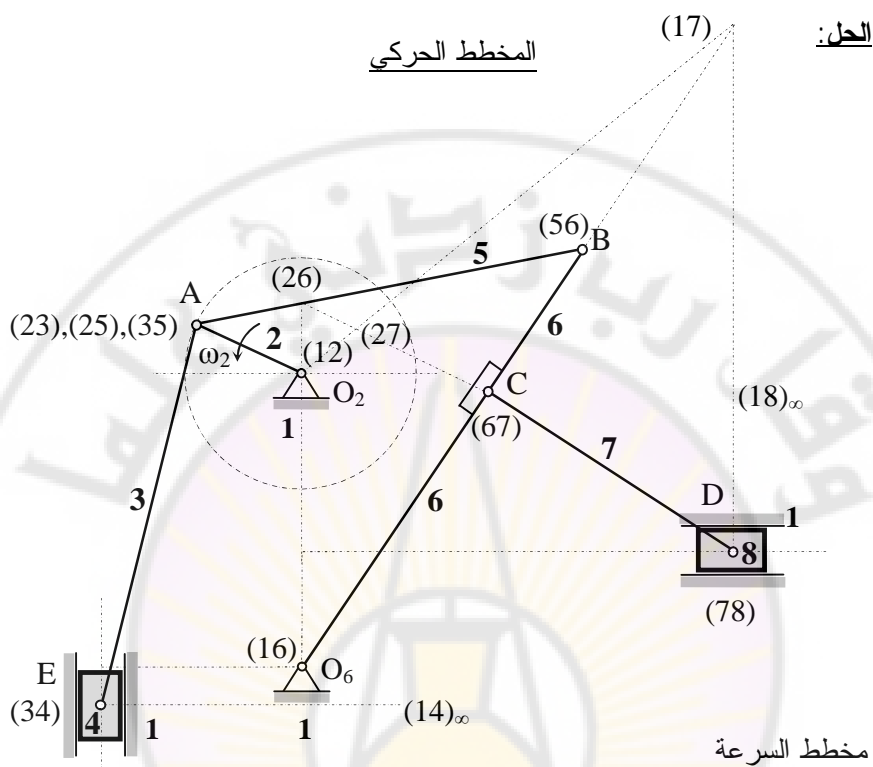 الحل:
المخطط الحركي
(17)
(56) B
5
(26)
A
(23),(25),(35)
(27)
6
2
ω₂
(12)
O₂
C
(67)
(18)∞
1
7
3
6
D
1
8
(78)
(16)
O₆
E
(34)
4
1
1
(14)∞
مخطط السرعة